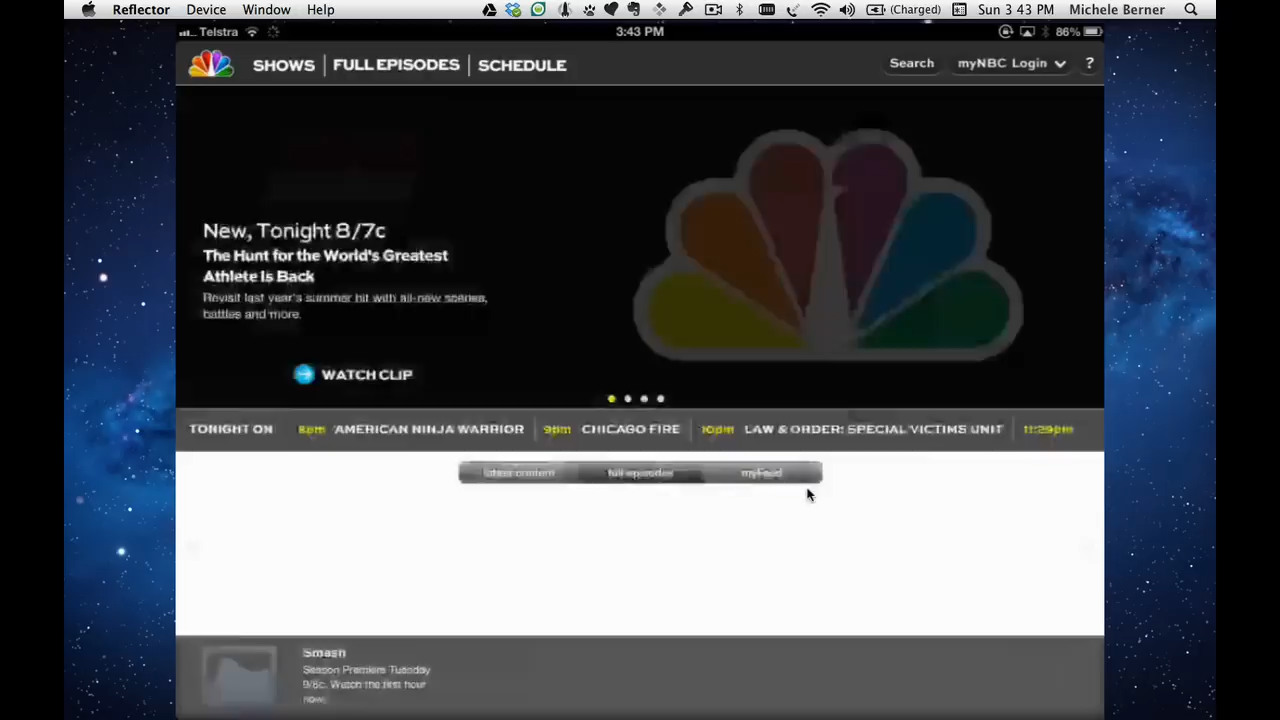 Reflector Device Window Help (Charged) Sun 3 43 PM Michele Berner
Telstra 3:43 PM 86%
SHOWS FULL EPISODES SCHEDULE Search myNBC Login ?
New, Tonight 8/7c
The Hunt for the World's Greatest
Athlete Is Back
Revisit last year's summer hit with all-new scenes,
battles and more.
WATCH CLIP
TONIGHT ON 8pm AMERICAN NINJA WARRIOR 9pm CHICAGO FIRE 10pm LAW & ORDER: SPECIAL VICTIMS UNIT 11:29pm
latest content full episodes myFeed
Smash
Season Premiere Tuesday
9/8c. Watch the first hour
now.